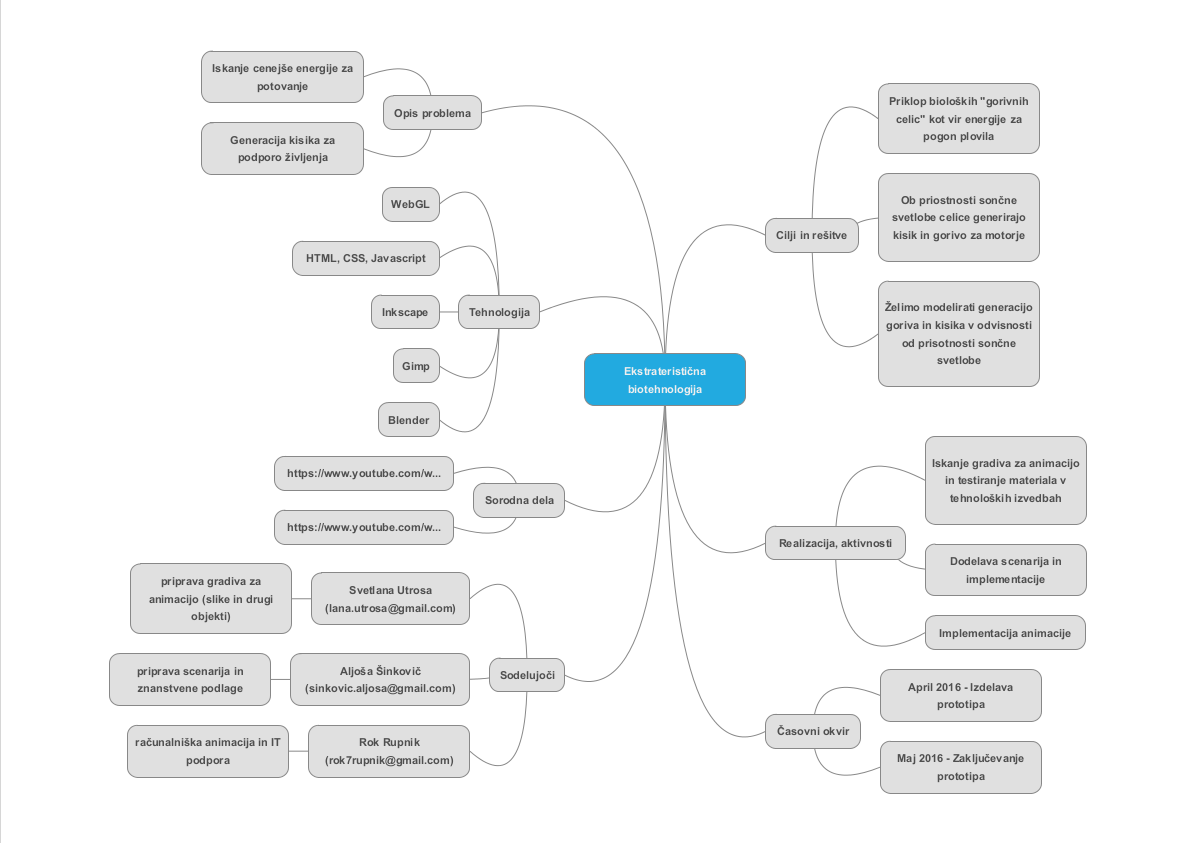 Ekstrateristična
biotehnologija
Opis problema
Iskanje cenejše energije za
potovanje
Generacija kisika za
podporo življenja
Tehnologija
WebGL
HTML, CSS, Javascript
Inkscape
Gimp
Blender
Sorodna dela
https://www.youtube.com/w...
https://www.youtube.com/w...
Sodelujoči
Svetlana Utrosa
(lana.utrosa@gmail.com)
priprava gradiva za
animacijo (slike in drugi
objekti)
Aljoša Šinkovič
(sinkovic.aljosa@gmail.com)
priprava scenarija in
znanstvene podlage
Rok Rupnik
(rok7rupnik@gmail.com)
računalniška animacija in IT
podpora
Cilji in rešitve
Priklop bioloških "gorivnih
celic" kot vir energije za
pogon plovila
Ob priostnosti sončne
svetlobe celice generirajo
kisik in gorivo za motorje
Želimo modelirati generacijo
goriva in kisika v odvisnosti
od prisotnosti sončne
svetlobe
Realizacija, aktivnosti
Iskanje gradiva za animacijo
in testiranje materiala v
tehnoloških izvedbah
Dodelava scenarija in
implementacije
Implementacija animacije
Časovni okvir
April 2016 - Izdelava
prototipa
Maj 2016 - Zaključevanje
prototipa